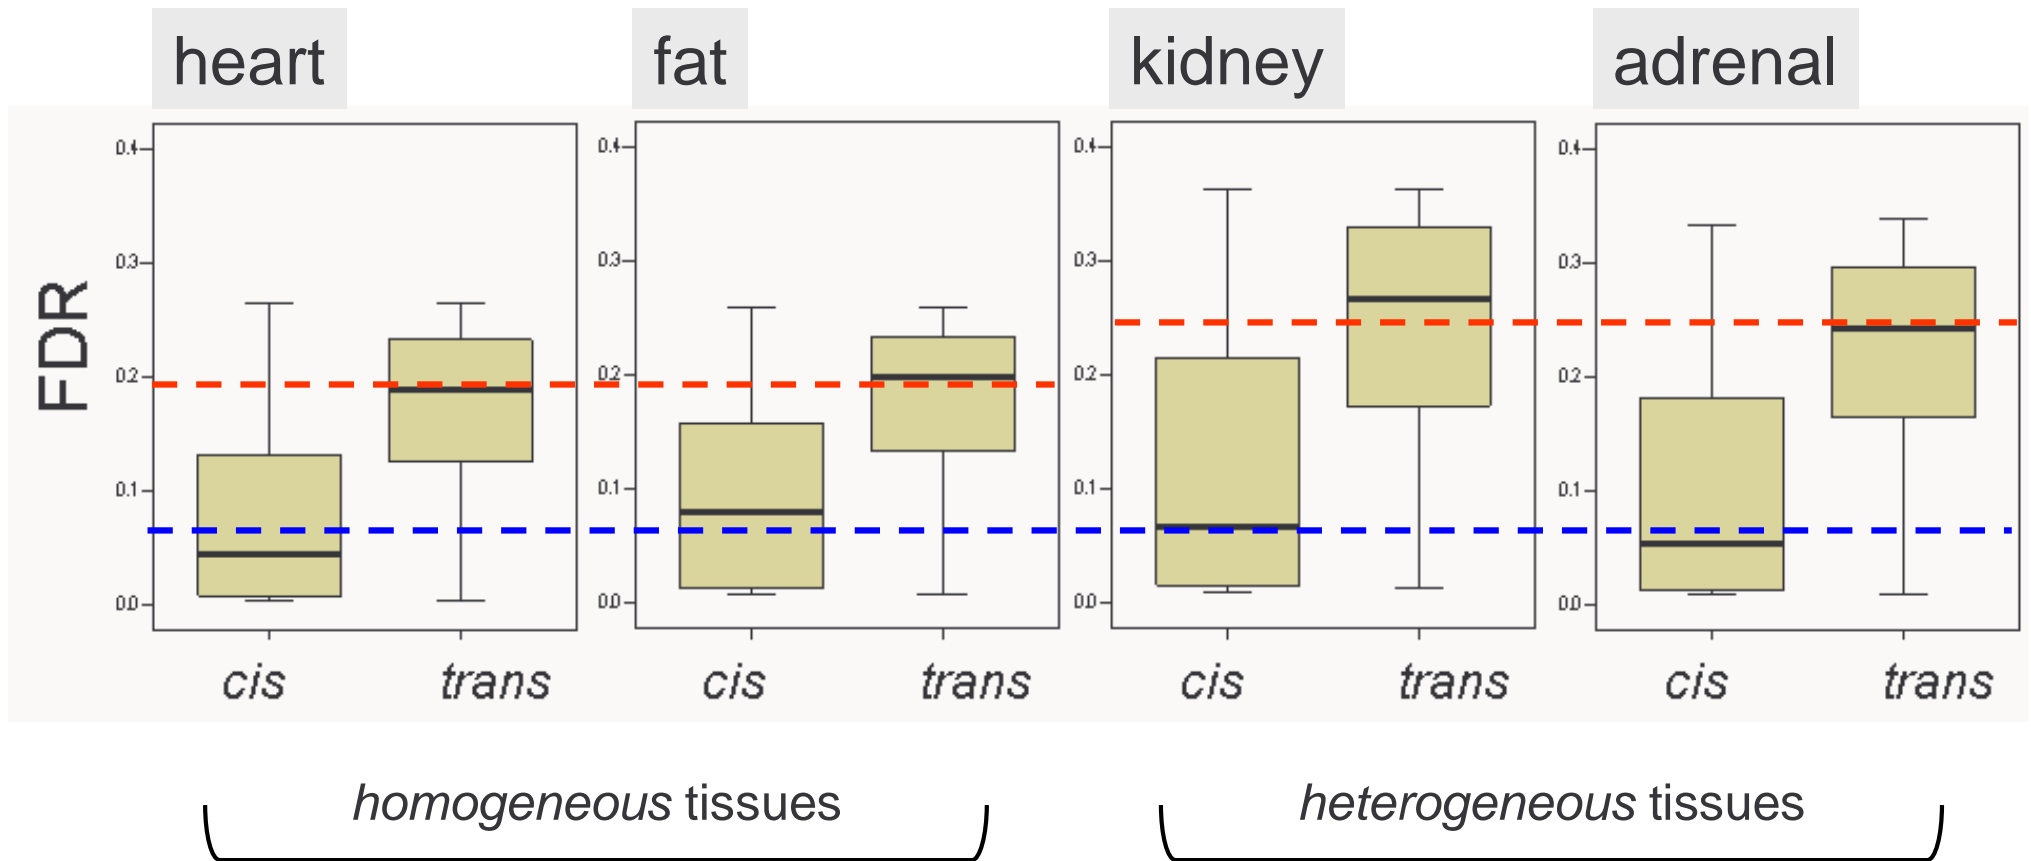 heart fat kidney adrenal
FDR
0.4 0.4 0.4 0.4
0.3 0.3 0.3 0.3
0.2 0.2 0.2 0.2
0.1 0.1 0.1 0.1
0.0 0.0 0.0 0.0
cis trans cis trans cis trans cis trans
homogeneous tissues heterogeneous tissues